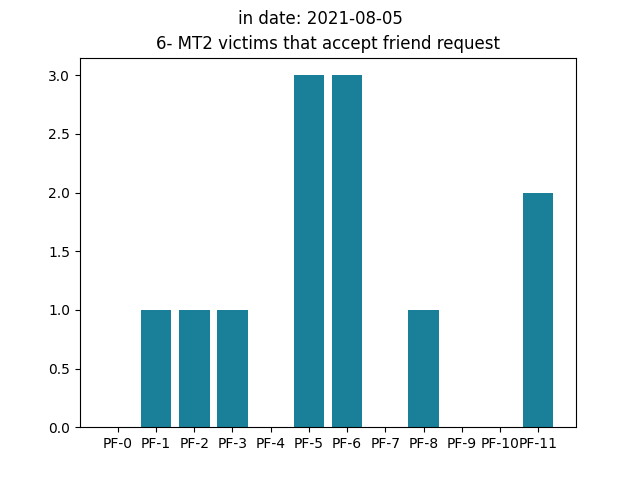 in date: 2021-08-05
6- MT2 victims that accept friend request
3.0
2.5
2.0
1.5
1.0
0.5
0.0
PF-0 PF-1 PF-2 PF-3 PF-4 PF-5 PF-6 PF-7 PF-8 PF-9 PF-10 PF-11